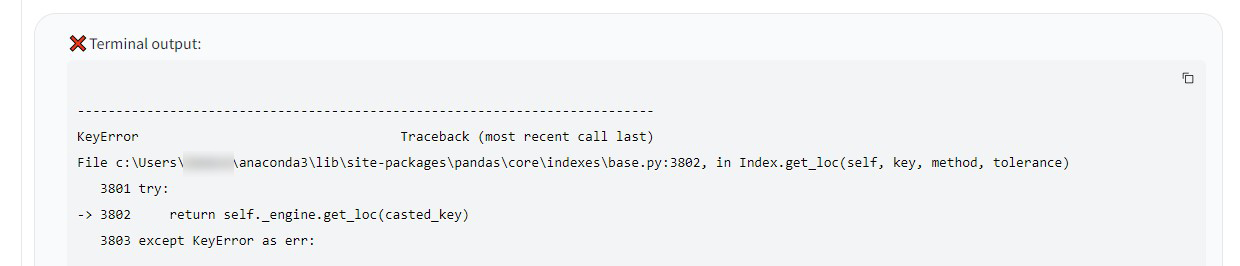 ❌Terminal output:
---------------------------------------------------------------------------
KeyError                                  Traceback (most recent call last)
File c:\Users\ \anaconda3\lib\site-packages\pandas\core\indexes\base.py:3802, in Index.get_loc(self, key, method, tolerance)
   3801 try:
-> 3802     return self._engine.get_loc(casted_key)
   3803 except KeyError as err: